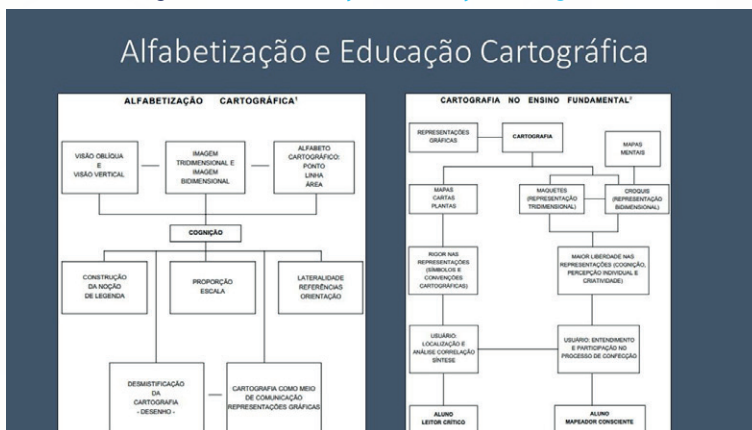 Alfabetização e Educação Cartográfica
ALFABETIZAÇÃO CARTOGRÁFICA¹
VISÃO OBLÍQUA
E
VISÃO VERTICAL
IMAGEM
TRIDIMENSIONAL E
IMAGEM
BIDIMENSIONAL
ALFABETO
CARTOGRÁFICO:
PONTO
LINHA
ÁREA
COGNIÇÃO
CONSTRUÇÃO
DA NOÇÃO
DE LEGENDA
PROPORÇÃO
ESCALA
LATERALIDADE
REFERÊNCIAS
ORIENTAÇÃO
DESMISTIFICAÇÃO
DA
CARTOGRAFIA
- DESENHO -
CARTOGRAFIA COMO MEIO
DE COMUNICAÇÃO
REPRESENTAÇÕES GRÁFICAS
CARTOGRAFIA NO ENSINO FUNDAMENTAL²
REPRESENTAÇÕES
GRÁFICAS
CARTOGRAFIA
MAPAS
MENTAIS
MAPAS
CARTAS
PLANTAS
MAQUETES
(REPRESENTAÇÃO
TRIDIMENSIONAL)
CROQUIS
(REPRESENTAÇÃO
BIDIMENSIONAL)
RIGOR NAS
REPRESENTAÇÕES
(SÍMBOLOS E
CONVENÇÕES
CARTOGRÁFICAS)
MAIOR LIBERDADE NAS
REPRESENTAÇÕES (COGNIÇÃO,
PERCEPÇÃO INDIVIDUAL E
CRIATIVIDADE)
USUÁRIO:
LOCALIZAÇÃO E
ANÁLISE CORRELAÇÃO
SÍNTESE
USUÁRIO: ENTENDIMENTO
E PARTICIPAÇÃO NO
PROCESSO DE CONFECÇÃO
ALUNO
LEITOR CRÍTICO
ALUNO
MAPEADOR CONSCIENTE